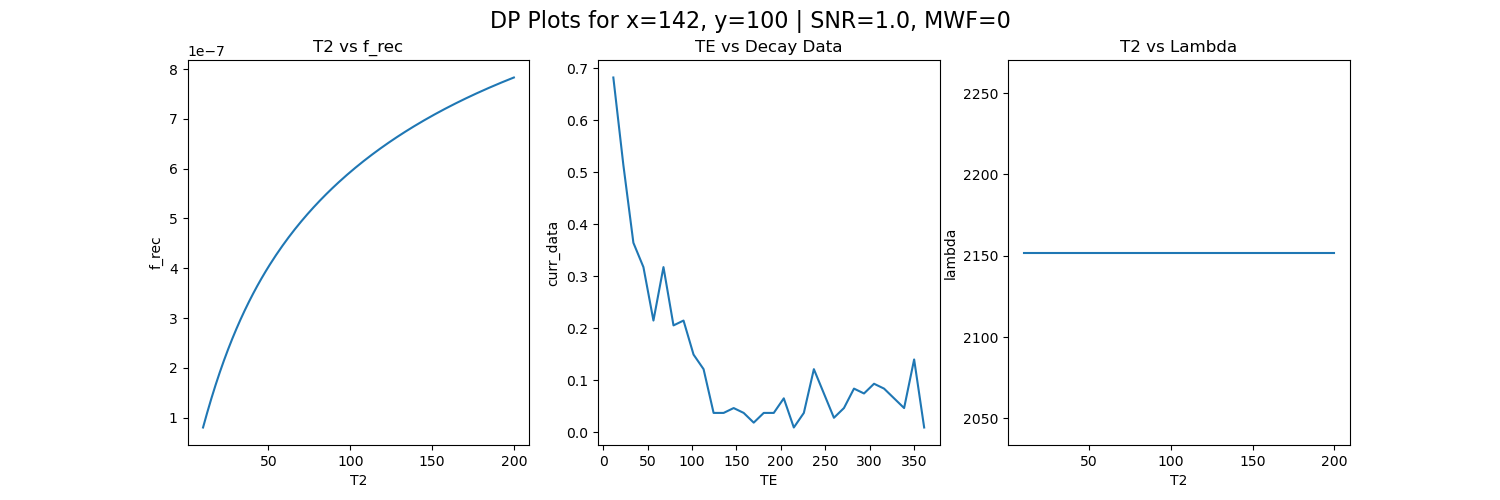 DP Plots for x=142, y=100 | SNR=1.0, MWF=0
T2 vs f_rec
1e−7
8
7
6
5
4
3
2
1
f_rec
50 100 150 200
T2
TE vs Decay Data
0.7
0.6
0.5
0.4
0.3
0.2
0.1
0.0
curr_data
0 50 100 150 200 250 300 350
TE
T2 vs Lambda
2250
2200
2150
2100
2050
lambda
50 100 150 200
T2